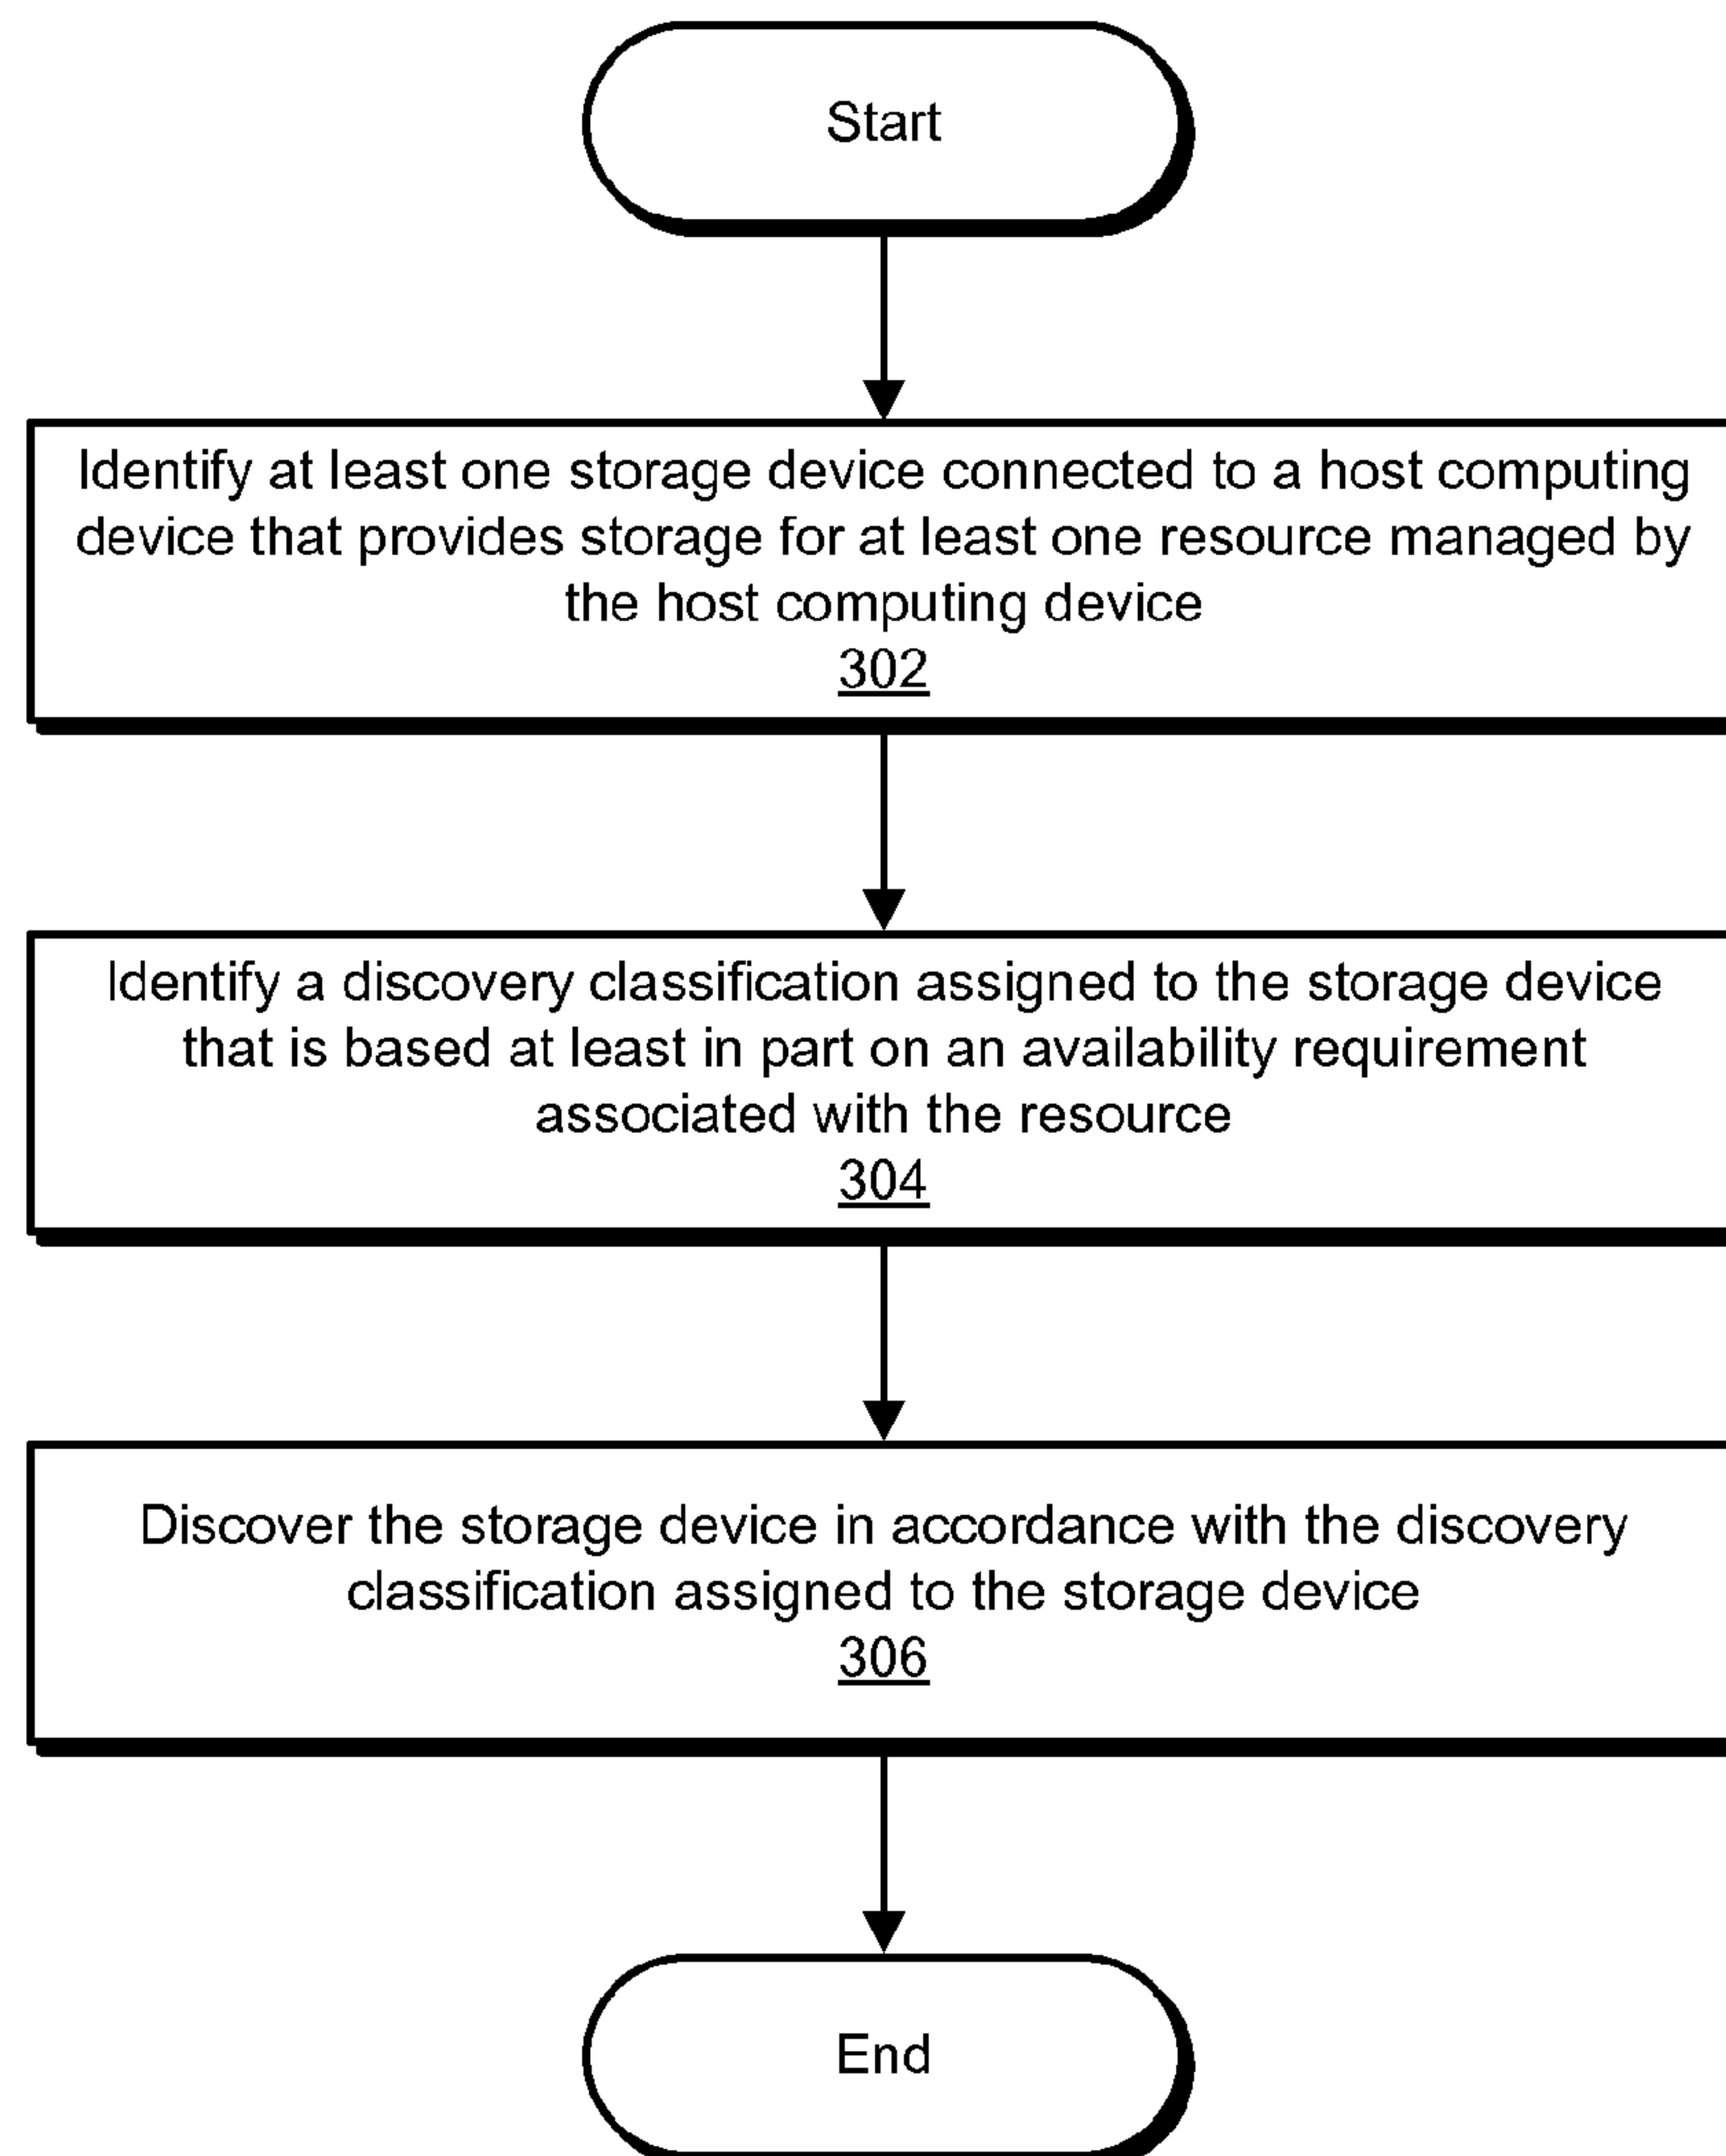 Start
Identify at least one storage device connected to a host computing
device that provides storage for at least one resource managed by
the host computing device
302
Identify a discovery classification assigned to the storage device
that is based at least in part on an availability requirement
associated with the resource
304
Discover the storage device in accordance with the discovery
classification assigned to the storage device
306
End